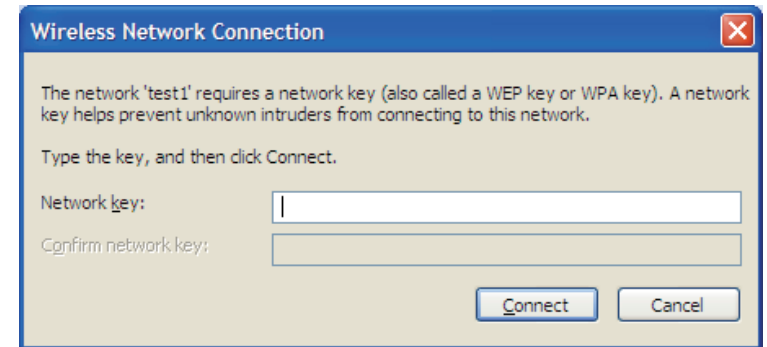 Wireless Network Connection
The network 'test1' requires a network key (also called a WEP key or WPA key). A network
key helps prevent unknown intruders from connecting to this network.
Type the key, and then click Connect.
Network key:
Confirm network key:
Connect Cancel